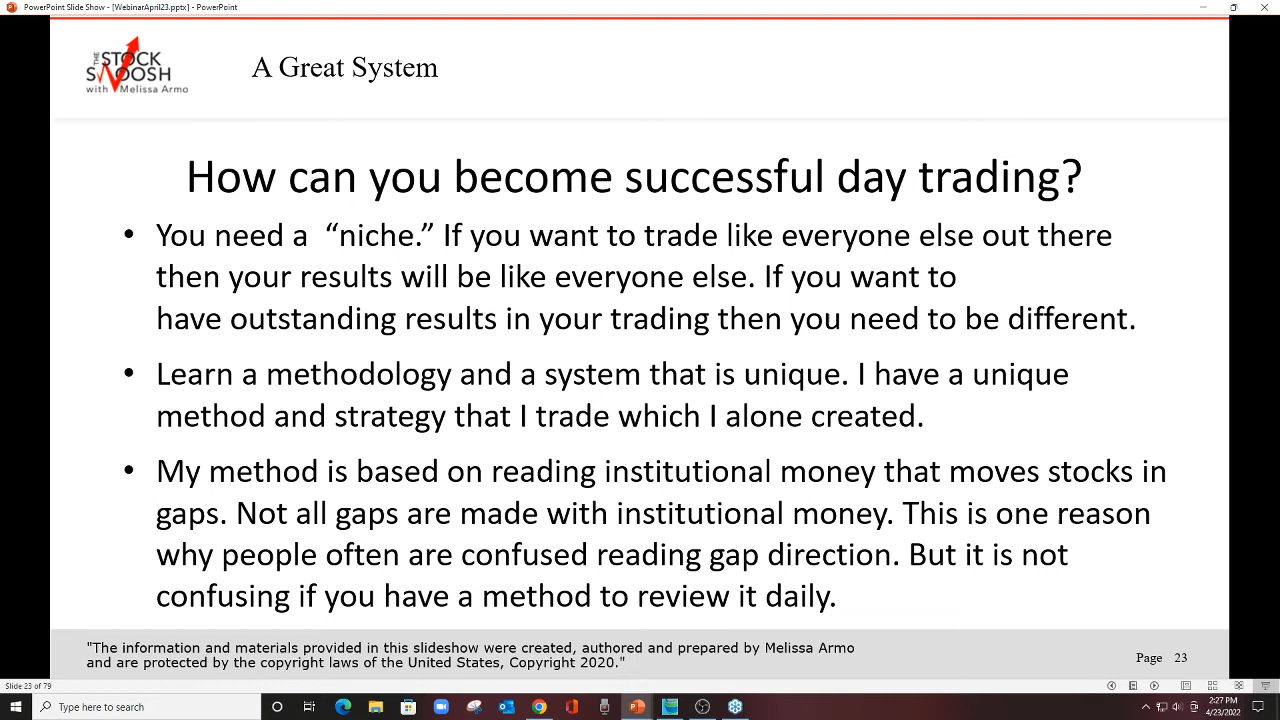 PowerPoint Slide Show - [WebinarApril23.pptx] - PowerPoint
THE
STOCK
SWOOSH
with Melissa Armo
A Great System
How can you become successful day trading?
• You need a “niche.” If you want to trade like everyone else out there
then your results will be like everyone else. If you want to
have outstanding results in your trading then you need to be different.
• Learn a methodology and a system that is unique. I have a unique
method and strategy that I trade which I alone created.
• My method is based on reading institutional money that moves stocks in
gaps. Not all gaps are made with institutional money. This is one reason
why people often are confused reading gap direction. But it is not
confusing if you have a method to review it daily.
"The information and materials provided in this slideshow were created, authored and prepared by Melissa Armo
and are protected by the copyright laws of the United States, Copyright 2020."
Page 23
Slide 23 of 79
Type here to search
2:27 PM
4/23/2022